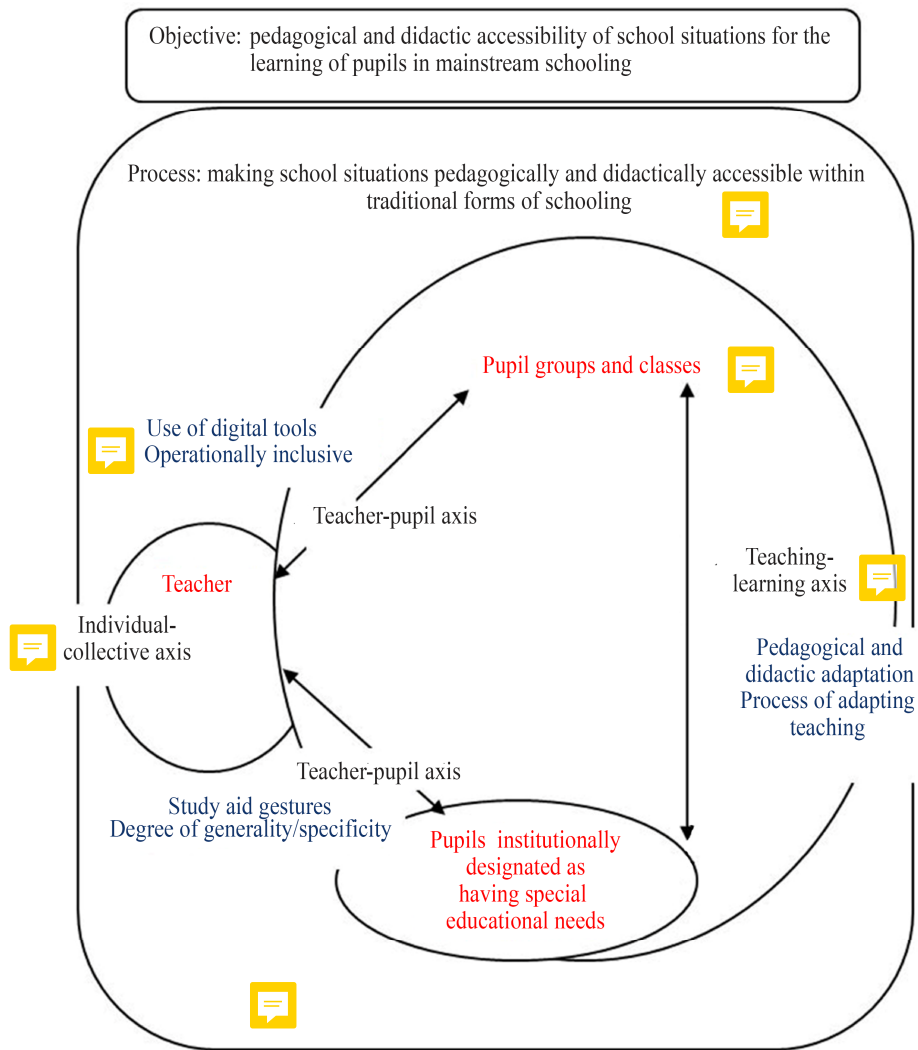 Objective: pedagogical and didactic accessibility of school situations for the
learning of pupils in mainstream schooling
Process: making school situations pedagogically and didactically accessible within
traditional forms of schooling
Pupil groups and classes
Use of digital tools
Operationally inclusive
Teacher-pupil axis
Teacher
Teaching-
learning axis
Individual-
collective axis
Pedagogical and
didactic adaptation
Process of adapting
teaching
Teacher-pupil axis
Study aid gestures
Degree of generality/specificity
Pupils institutionally
designated as
having special
educational needs